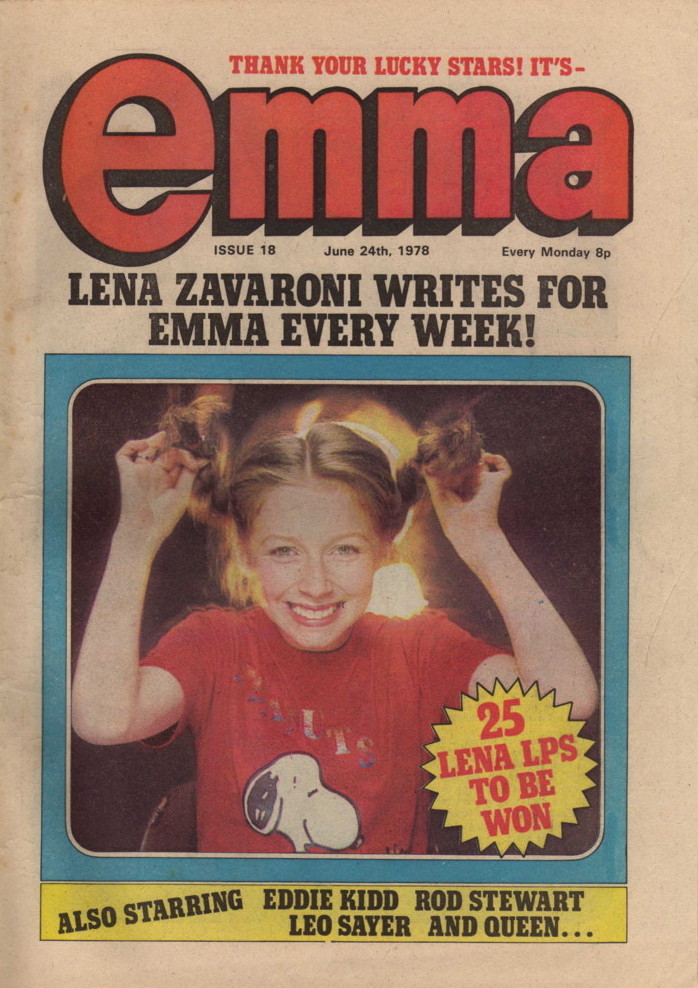 THANK YOUR LUCKY STARS! IT'S-
emma
ISSUE 18 June 24th, 1978 Every Monday 8p
LENA ZAVARONI WRITES FOR
EMMA EVERY WEEK!
PEANUTS
25
LENA LPS
TO BE
WON
ALSO STARRING EDDIE KIDD ROD STEWART
LEO SAYER AND QUEEN...